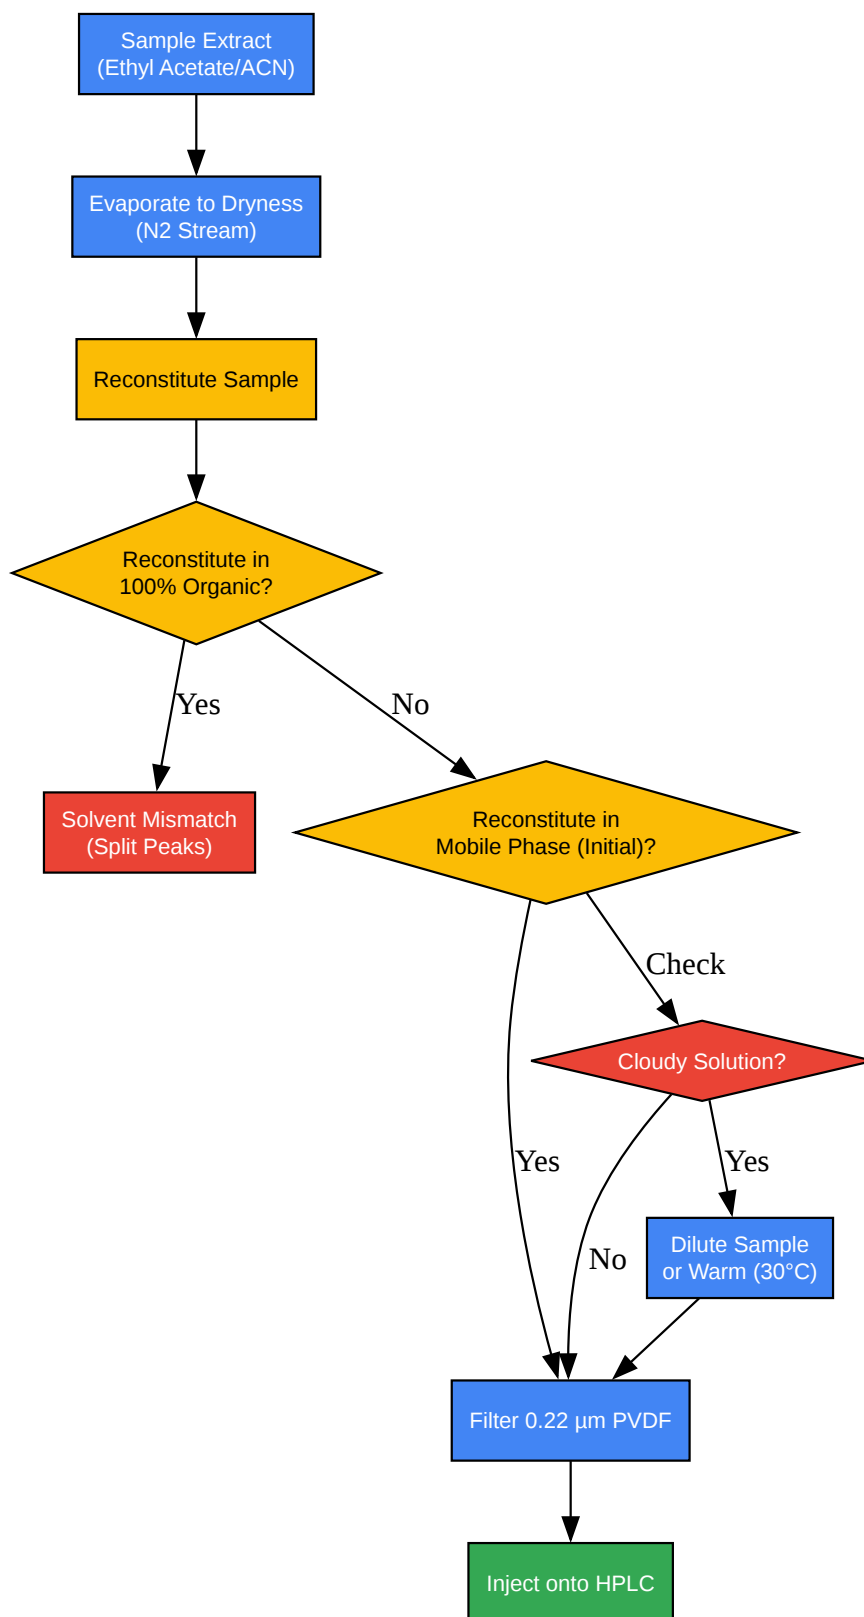 Sample Extract
(Ethyl Acetate/ACN)
Evaporate to Dryness
(N2 Stream)
Reconstitute Sample
Reconstitute in
100% Organic?
Yes
No
Solvent Mismatch
(Split Peaks)
Reconstitute in
Mobile Phase (Initial)?
Check
Cloudy Solution?
Yes
Yes
No
Dilute Sample
or Warm (30°C)
Filter 0.22 µm PVDF
Inject onto HPLC